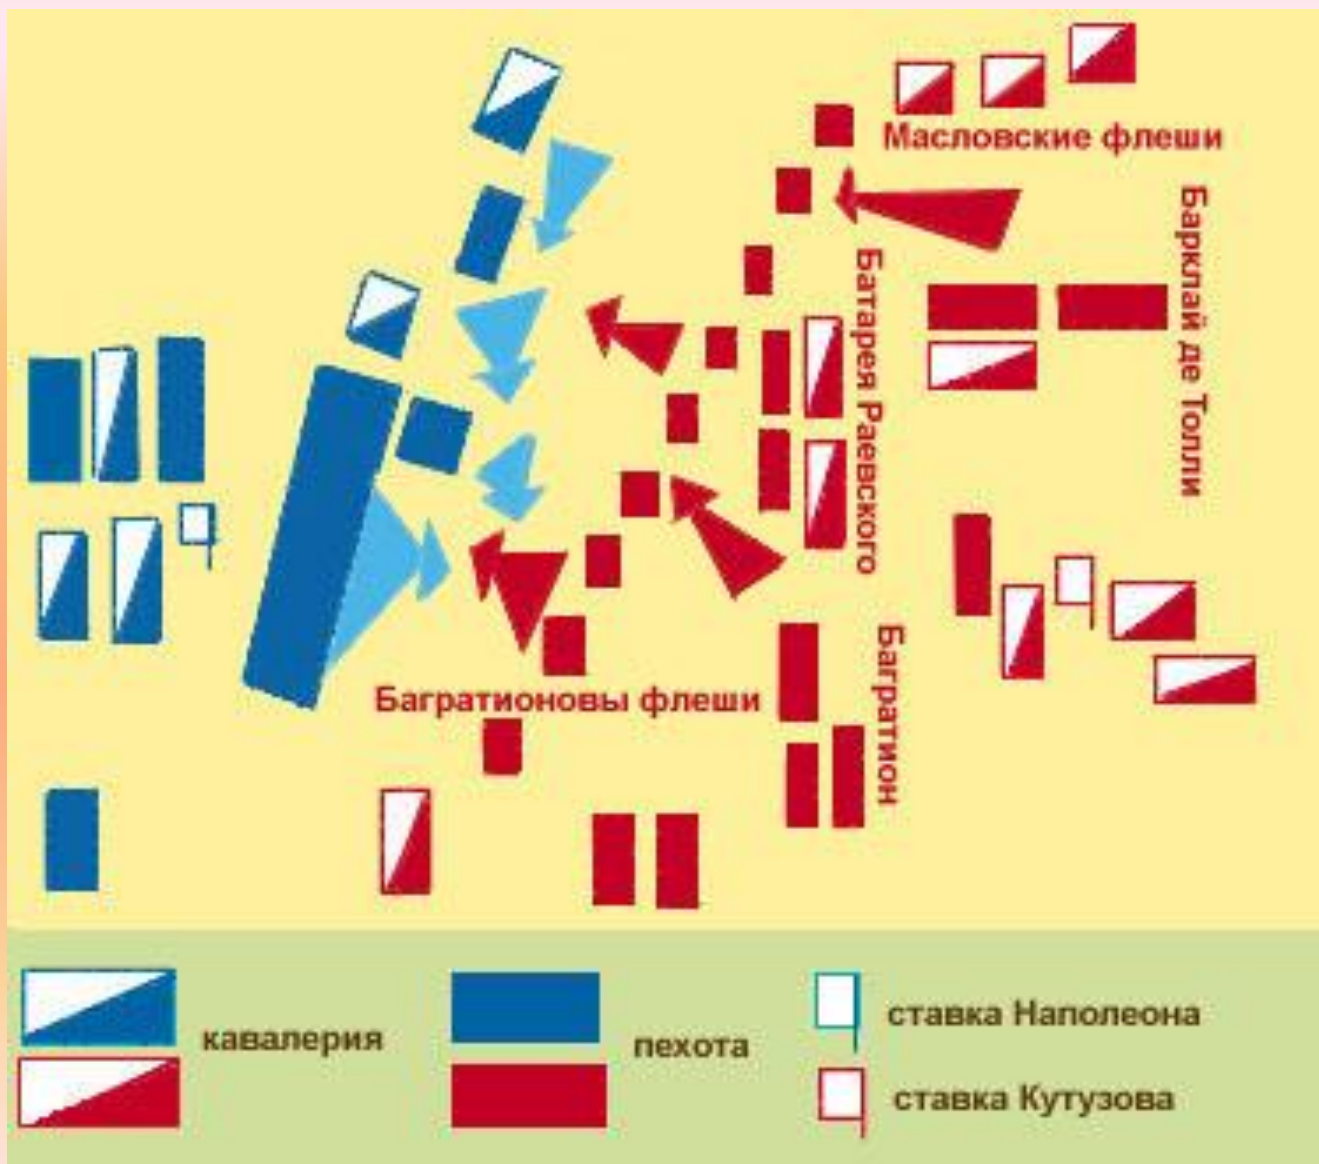 Масловские флеши
Барклай де Толли
Батарея Раевского
Багратион
Багратионовы флеши
кавалерия
пехота
ставка Наполеона
ставка Кутузова